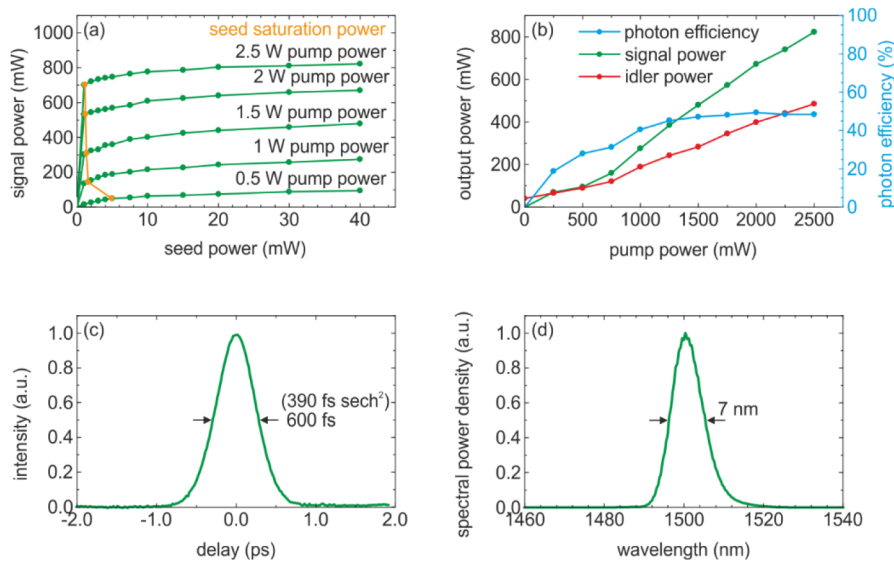 (a)
seed saturation power
2.5 W pump power
2 W pump power
1.5 W pump power
1 W pump power
0.5 W pump power
signal power (mW)
1000
800
600
400
200
0
0 10 20 30 40
seed power (mW)
(b)
photon efficiency
signal power
idler power
output power (mW)
800
600
400
200
0
0 500 1000 1500 2000 2500
pump power (mW)
100
80
60
40
20
0
photon efficiency (%)
(c)
(390 fs sech²)
600 fs
intensity (a.u.)
1.0
0.8
0.6
0.4
0.2
0.0
-2.0 -1.0 0.0 1.0 2.0
delay (ps)
(d)
7 nm
spectral power density (a.u.)
1.0
0.8
0.6
0.4
0.2
0.0
1460 1480 1500 1520 1540
wavelength (nm)